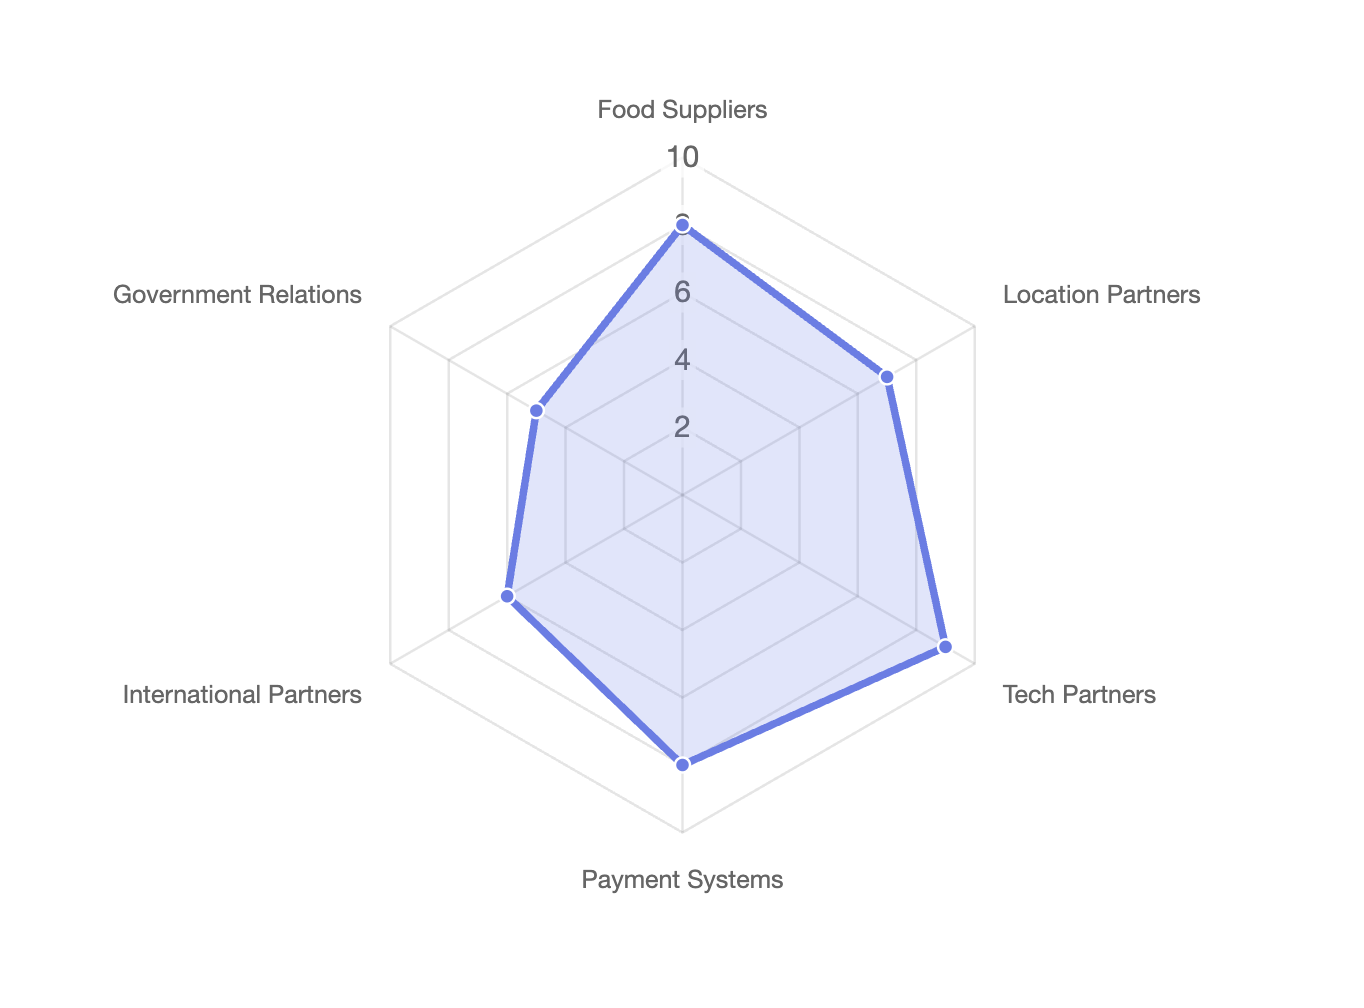 Food Suppliers
10
Government Relations
6
Location Partners
4
2
International Partners
Tech Partners
Payment Systems